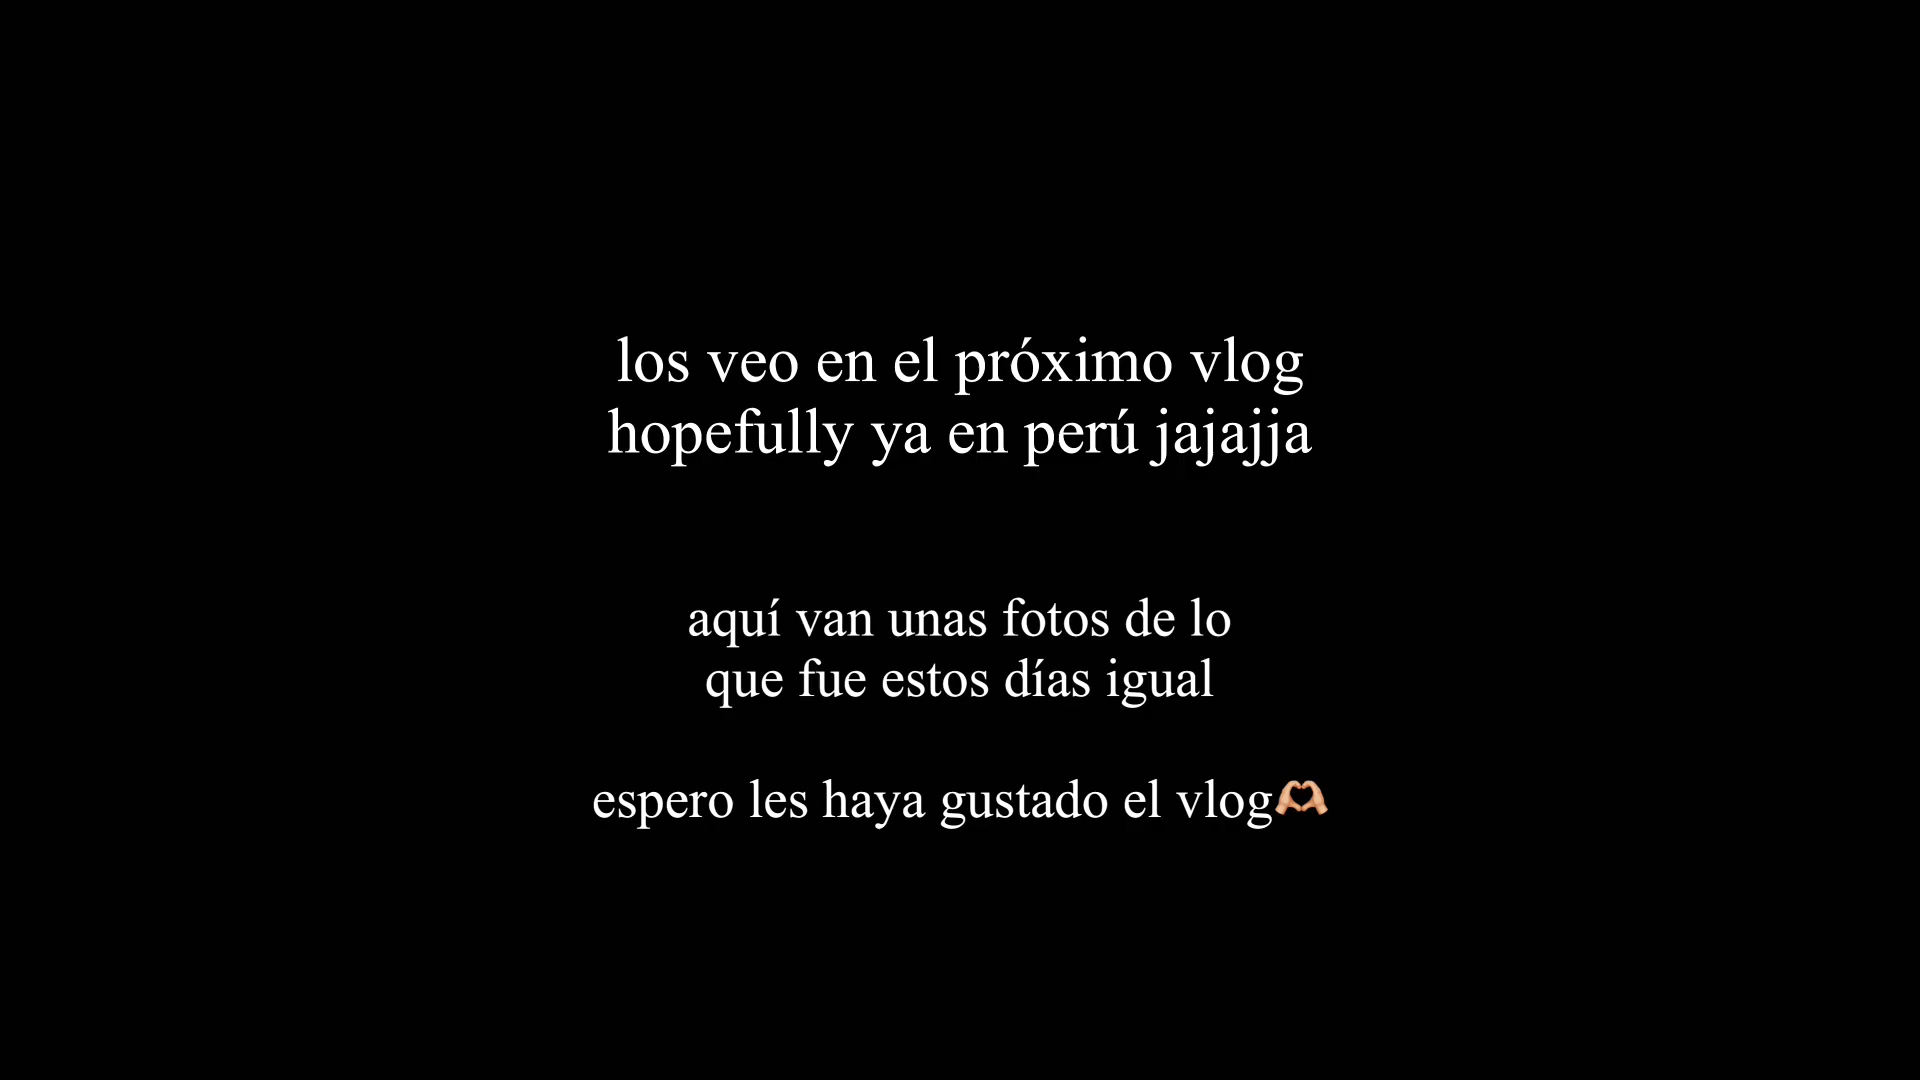 los veo en el próximo vlog
hopefully ya en perú jajajja
aquí van unas fotos de lo
que fue estos días igual
espero les haya gustado el vlog🫶🏼